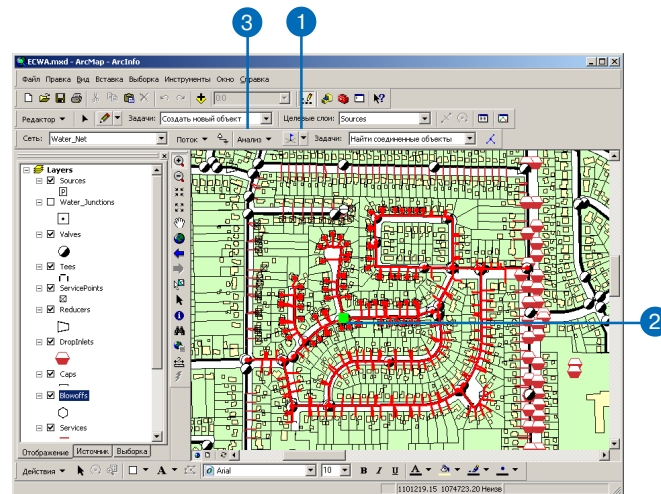 3
1
ECWA.mxd - ArcMap - ArcInfo
Файл Правка Вид Вставка Выборка Инструменты Окно Справка
0.0
Редактор Задачи: Создать новый объект Целевые слои: Sources
Сеть: Water_Net Поток Анализ Задачи: Найти соединенные объекты
Layers
Sources
P
Water_Junctions
Valves
Tees
ServicePoints
Reducers
DropInlets
Caps
Blowoffs
Services
2
Отображение Источник Выборка
Действия A Arial 10 B I U A
1101219.15 1074723.20 Неизв